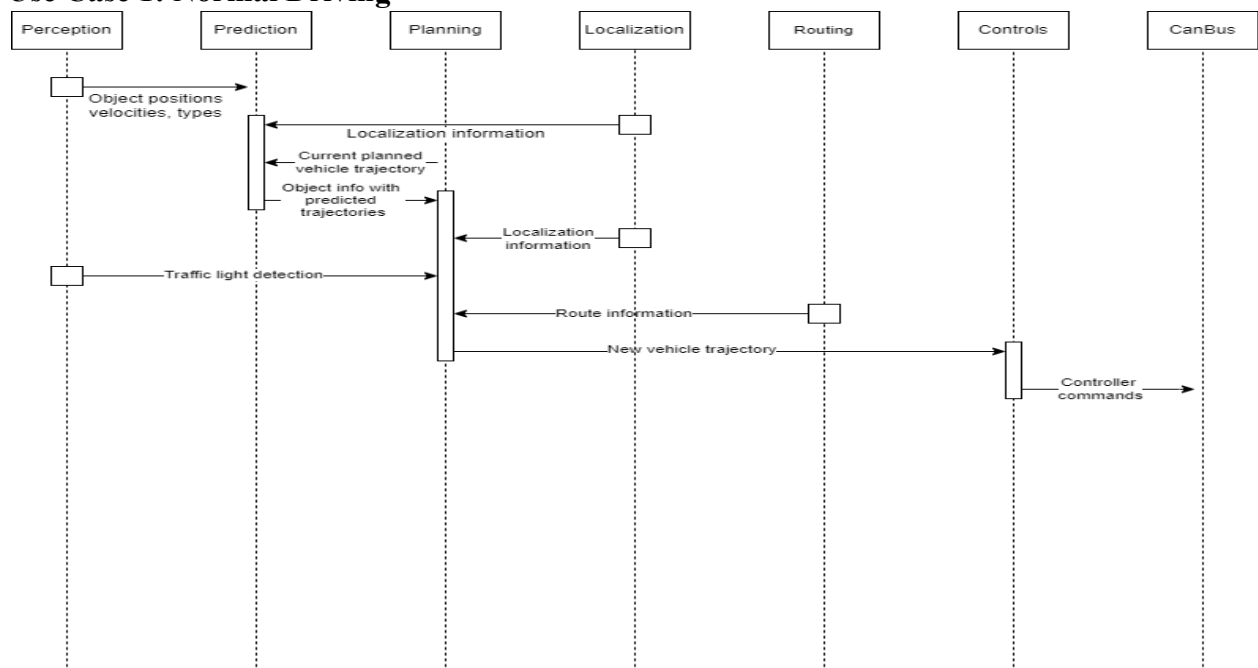 Use Case 1: Normal Driving
Perception
Prediction
Planning
Localization
Routing
Controls
CanBus
Object positions
velocities, types
Localization information
Current planned
vehicle trajectory
Object info with
predicted
trajectories
Localization
information
Traffic light detection
Route information
New vehicle trajectory
Controller
commands